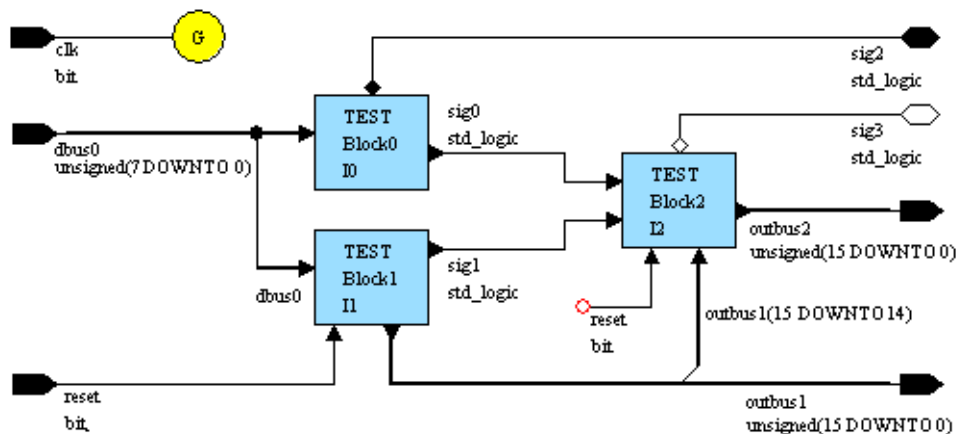 G
clk
bit
sig2
std_logic
TEST
Block0
I0
sig0
std_logic
sig3
std_logic
dbus0
unsigned(7 DOWNTO 0)
TEST
Block2
I2
outbus2
unsigned(15 DOWNTO 0)
TEST
Block1
I1
sig1
std_logic
dbus0
reset
bit
outbus1(15 DOWNTO 14)
reset
bit
outbus1
unsigned(15 DOWNTO 0)